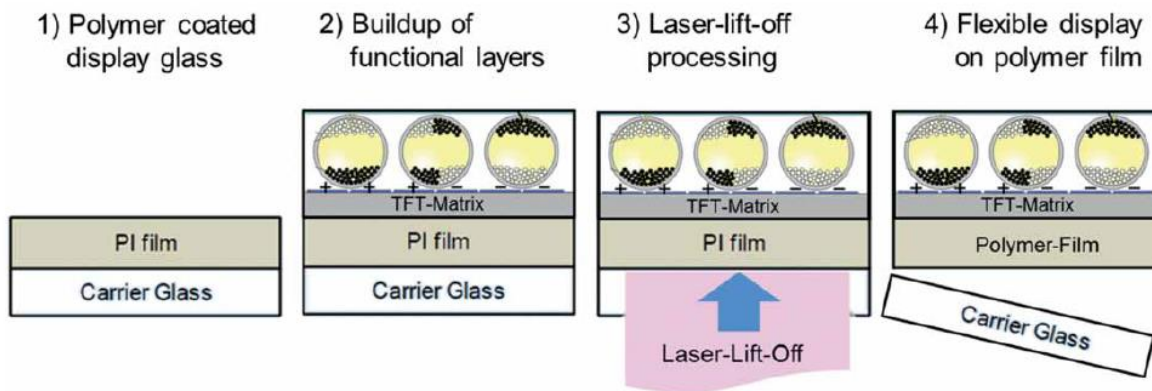 1) Polymer coated
display glass
2) Buildup of
functional layers
3) Laser-lift-off
processing
4) Flexible display
on polymer film
PI film
Carrier Glass
+ + + - - -
TFT-Matrix
PI film
Carrier Glass
+ + + - - -
TFT-Matrix
PI film
Laser-Lift-Off
+ + + - - -
TFT-Matrix
Polymer-Film
Carrier Glass